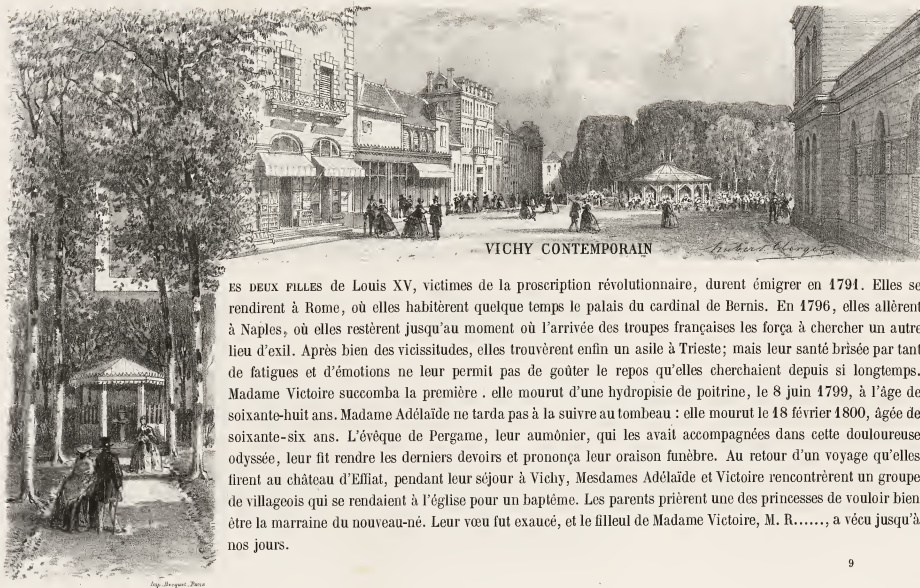 VICHY CONTEMPORAIN
ES DEUX FILLES de Louis XV, victimes de la proscription révolutionnaire, durent émigrer en 1791. Elles se
rendirent à Rome, où elles habitèrent quelque temps le palais du cardinal de Bernis. En 1796, elles allèrent
à Naples, où elles restèrent jusqu'au moment où l'arrivée des troupes françaises les força à chercher un autre
lieu d'exil. Après bien des vicissitudes, elles trouvèrent enfin un asile à Trieste; mais leur santé brisée par tant
de fatigues et d'émotions ne leur permit pas de goûter le repos qu'elles cherchaient depuis si longtemps.
Madame Victoire succomba la première . elle mourut d'une hydropisie de poitrine, le 8 juin 1799, à l'âge de
soixante-huit ans. Madame Adélaïde ne tarda pas à la suivre au tombeau : elle mourut le 18 février 1800, âgée de
soixante-six ans. L'évêque de Pergame, leur aumônier, qui les avait accompagnées dans cette douloureuse
odyssée, leur fit rendre les derniers devoirs et prononça leur oraison funèbre. Au retour d'un voyage qu'elles
firent au château d'Effiat, pendant leur séjour à Vichy, Mesdames Adélaïde et Victoire rencontrèrent un groupe
de villageois qui se rendaient à l'église pour un baptême. Les parents prièrent une des princesses de vouloir bien
être la marraine du nouveau-né. Leur vœu fut exaucé, et le filleul de Madame Victoire, M. R......, a vécu jusqu'à
nos jours.
9
Imp. Becquet, Paris